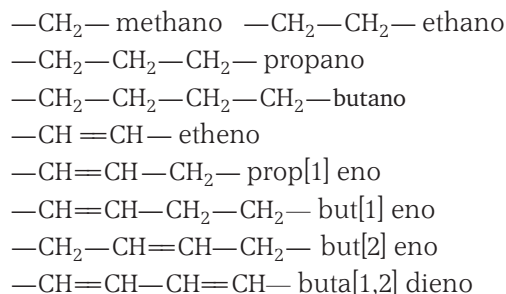 —CH₂— methano —CH₂—CH₂— ethano
—CH₂—CH₂—CH₂— propano
—CH₂—CH₂—CH₂—CH₂—butano
—CH=CH— etheno
—CH=CH—CH₂— prop[1] eno
—CH=CH—CH₂—CH₂— but[1] eno
—CH₂—CH=CH—CH₂— but[2] eno
—CH=CH—CH=CH— buta[1,2] dieno